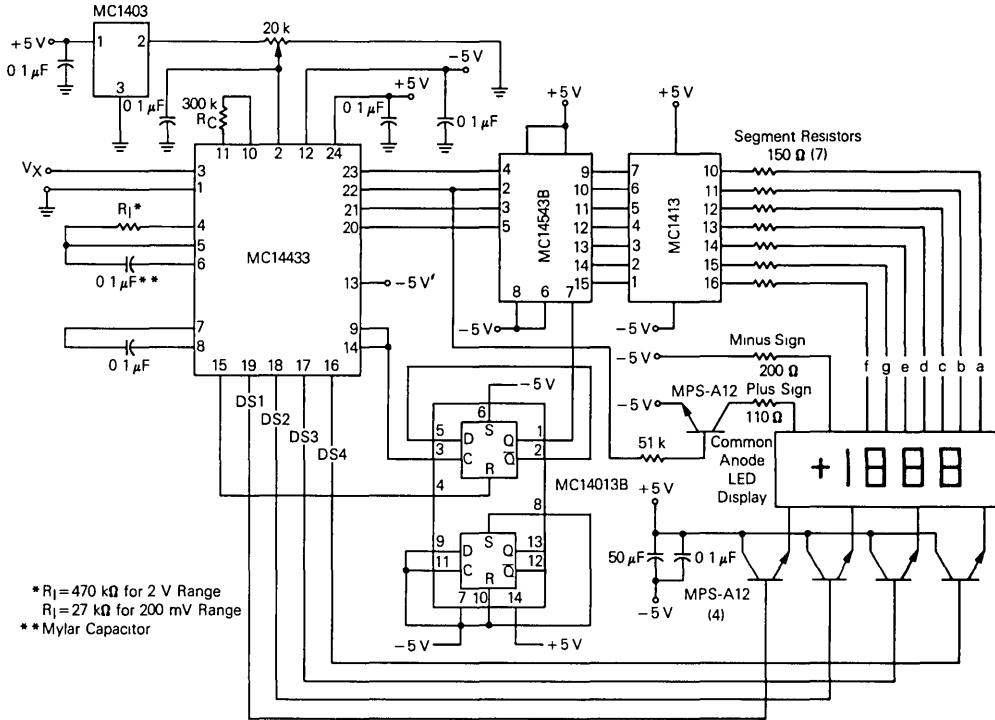 MC1403
+5 V
1
2
3
0 1 µF
20 k
-5 V
+5 V
0 1 µF
300 k
RC
0 1 µF
0 1 µF
11 10 2 12 24
VX
3
1
RI*
4
5
6
0 1 µF**
7
8
0 1 µF
MC14433
23
22
21
20
13
-5 V'
9
14
15 19 18 17 16
DS1
DS2
DS3
DS4
+5 V
4
2
3
5
MC14543B
9
10
11
12
13
14
15
8 6 7
-5 V
+5 V
7
6
5
4
3
2
1
MC1413
10
11
12
13
14
15
16
-5 V
Segment Resistors
150 Ω (7)
Minus Sign
-5 V
200 Ω
f g e d c b a
MPS-A12
Plus Sign
-5 V
110 Ω
51 k
Common
Anode
LED
Display
+1888
-5 V
6
5 D S Q 1
3 C Q 2
4 R
MC14013B
8
9 D S Q 13
11 C Q 12
R
7 10 14
-5 V
+5 V
+5 V
50 µF
0 1 µF
-5 V
MPS-A12
(4)
*RI=470 kΩ for 2 V Range
RI=27 kΩ for 200 mV Range
**Mylar Capacitor